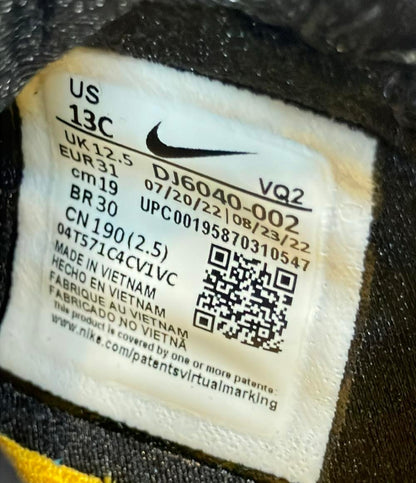 US
13C
UK 12.5
EUR 31
cm 19
BR 30
CN 190 (2.5)
04T571C4CV1VC
VQ2
DJ6040-002
07/20/22 | 08/23/22
UPC00195870310547
MADE IN VIETNAM
HECHO EN VIETNAM
FABRIQUE AU VIETNAM
FABRICADO NO VIETNÃ
this product is covered by one or more patents
www.nike.com/patentsvirtualmarking